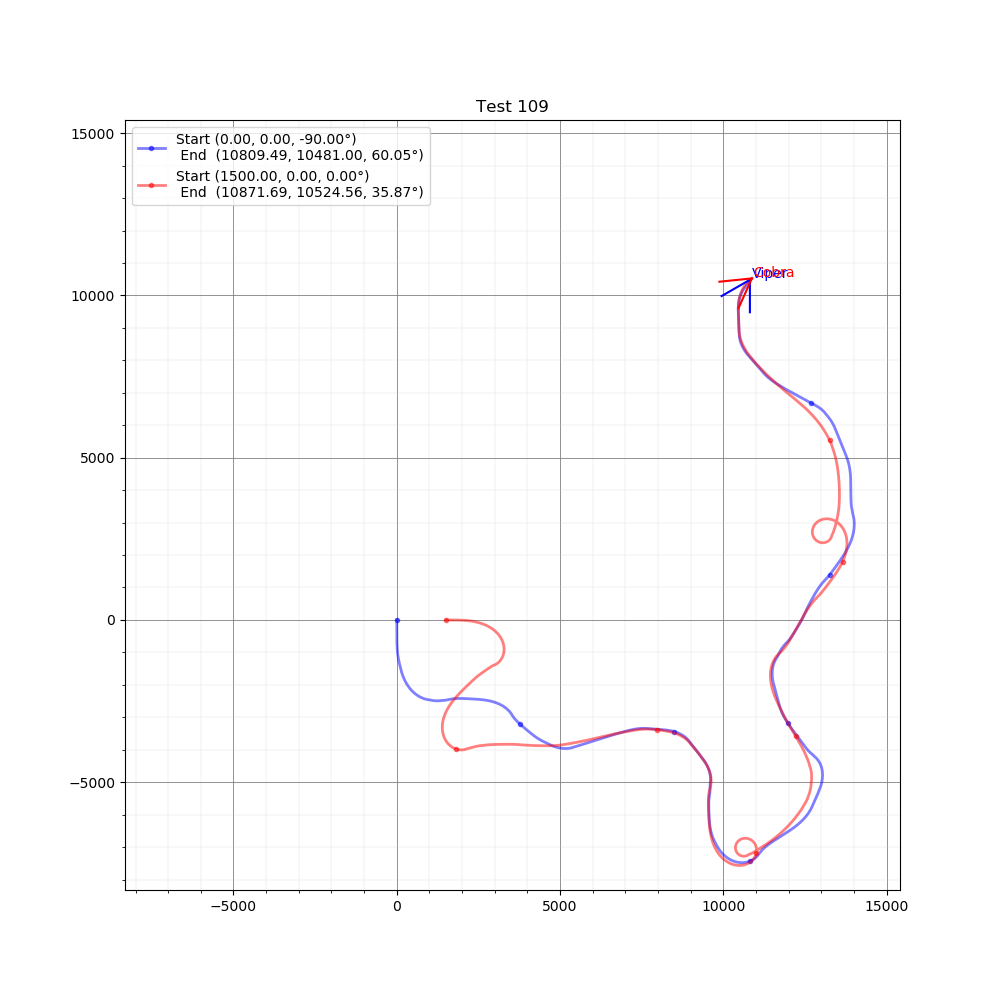 Test 109
Start (0.00, 0.00, -90.00°)
End (10809.49, 10481.00, 60.05°)
Start (1500.00, 0.00, 0.00°)
End (10871.69, 10524.56, 35.87°)
15000
10000
5000
0
−5000
Viper
Cobra
−5000
0
5000
10000
15000